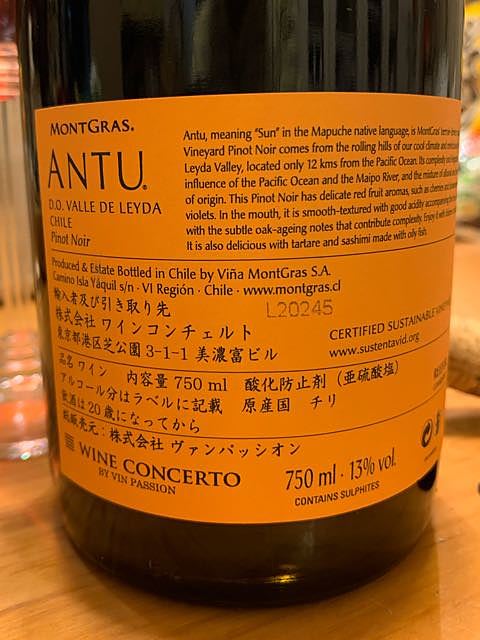 MONTGRAS.
ANTU.
D.O. VALLE DE LEYDA
CHILE
Pinot Noir
Antu, meaning "Sun" in the Mapuche native language, is MontGras'
Vineyard Pinot Noir comes from the rolling hills of our cool climate and
Leyda Valley, located only 12 kms from the Pacific Ocean. Its complexity
influence of the Pacific Ocean and the Maipo River, and the mixture of
of origin. This Pinot Noir has delicate red fruit aromas, such as cherries and
violets. In the mouth, it is smooth-textured with good acidity accompanying
with the subtle oak-ageing notes that contribute complexity. Enjoy it with
It is also delicious with tartare and sashimi made with oily fish.
Produced & Estate Bottled in Chile by Viña MontGras S.A.
Camino Isla Yáquil s/n · VI Región · Chile · www.montgras.cl
L20245
輸入者及び引き取り先
株式会社 ワインコンチェルト
東京都港区芝公園 3-1-1 美濃富ビル
CERTIFIED SUSTAINABLE
www.sustentavid.org
品名 ワイン 内容量 750 ml 酸化防止剤（亜硫酸塩）
アルコール分はラベルに記載 原産国 チリ
飲酒は20歳になってから
総販売元：株式会社 ヴァンパッシオン
WINE CONCERTO
BY VIN PASSION
750 ml · 13% vol.
CONTAINS SULPHITES